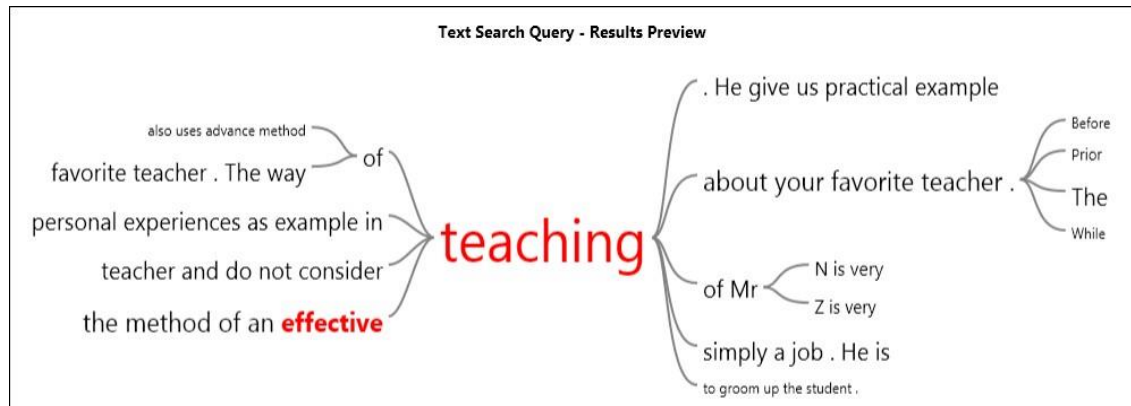 Text Search Query - Results Preview
also uses advance method
favorite teacher . The way
of
personal experiences as example in
teacher and do not consider
the method of an effective
teaching
. He give us practical example
about your favorite teacher .
Before
Prior
The
While
of Mr
N is very
Z is very
simply a job . He is
to groom up the student .